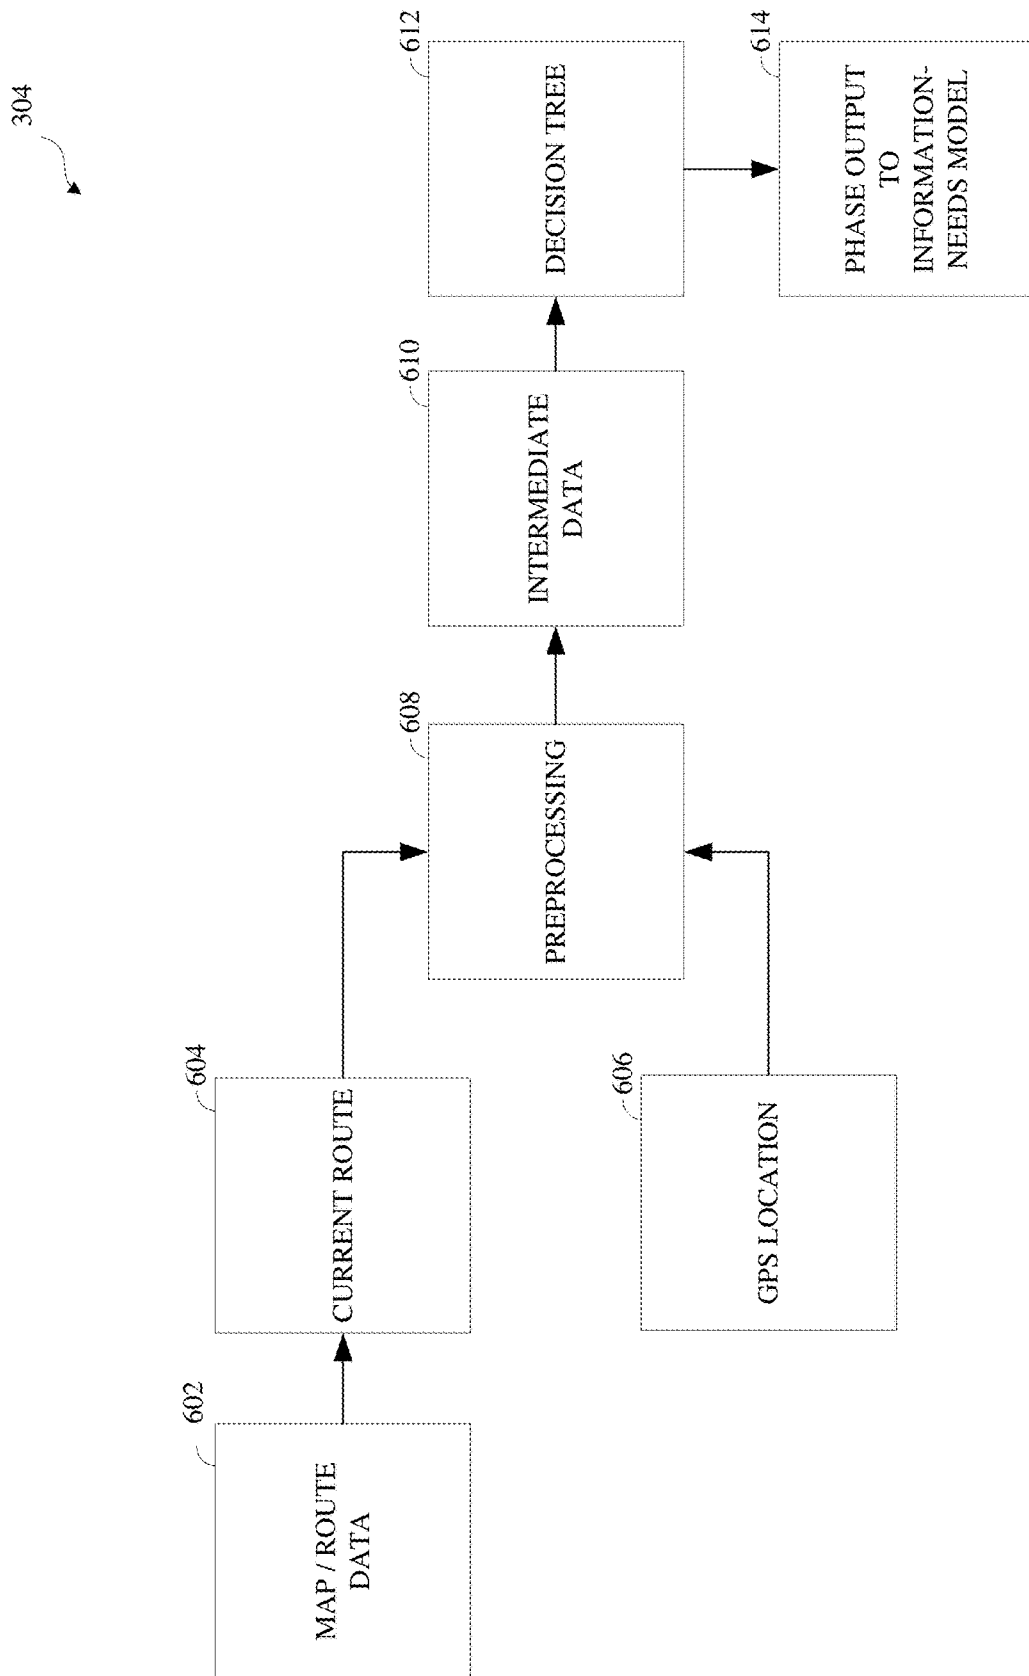 304
602
MAP / ROUTE
DATA
604
CURRENT ROUTE
606
GPS LOCATION
608
PREPROCESSING
610
INTERMEDIATE
DATA
612
DECISION TREE
614
PHASE OUTPUT
TO
INFORMATION-
NEEDS MODEL